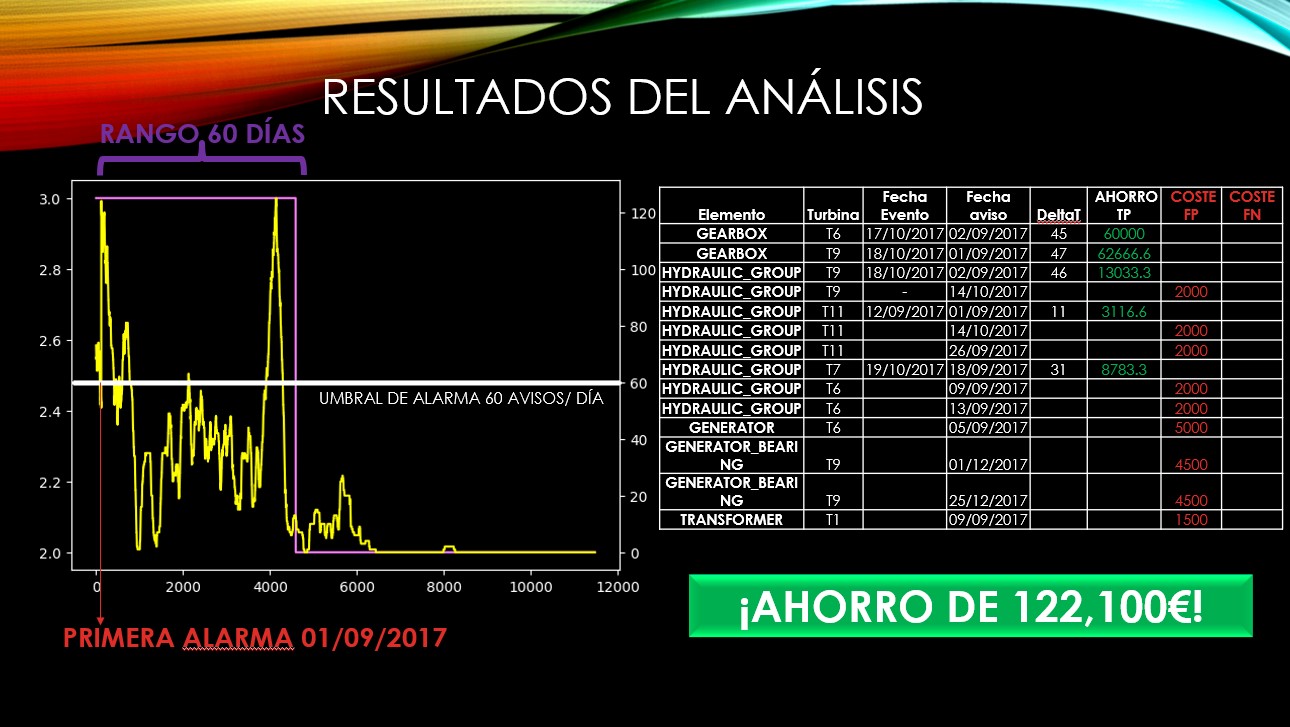 RESULTADOS DEL ANÁLISIS
RANGO 60 DÍAS
3.0
2.8
2.6
2.4
2.2
2.0
120
100
80
60
40
20
0
UMBRAL DE ALARMA 60 AVISOS/ DÍA
0 2000 4000 6000 8000 10000 12000
PRIMERA ALARMA 01/09/2017
Elemento Turbina Fecha Evento Fecha aviso DeltaT AHORRO TP COSTE FP COSTE FN
GEARBOX T6 17/10/2017 02/09/2017 45 60000
GEARBOX T9 18/10/2017 01/09/2017 47 62666.6
HYDRAULIC_GROUP T9 18/10/2017 02/09/2017 46 13033.3
HYDRAULIC_GROUP T9 - 14/10/2017 2000
HYDRAULIC_GROUP T11 12/09/2017 01/09/2017 11 3116.6
HYDRAULIC_GROUP T11 14/10/2017 2000
HYDRAULIC_GROUP T11 26/09/2017 2000
HYDRAULIC_GROUP T7 19/10/2017 18/09/2017 31 8783.3
HYDRAULIC_GROUP T6 09/09/2017 2000
HYDRAULIC_GROUP T6 13/09/2017 2000
GENERATOR T6 05/09/2017 5000
GENERATOR_BEARI
NG T9 01/12/2017 4500
GENERATOR_BEARI
NG T9 25/12/2017 4500
TRANSFORMER T1 09/09/2017 1500
¡AHORRO DE 122,100€!